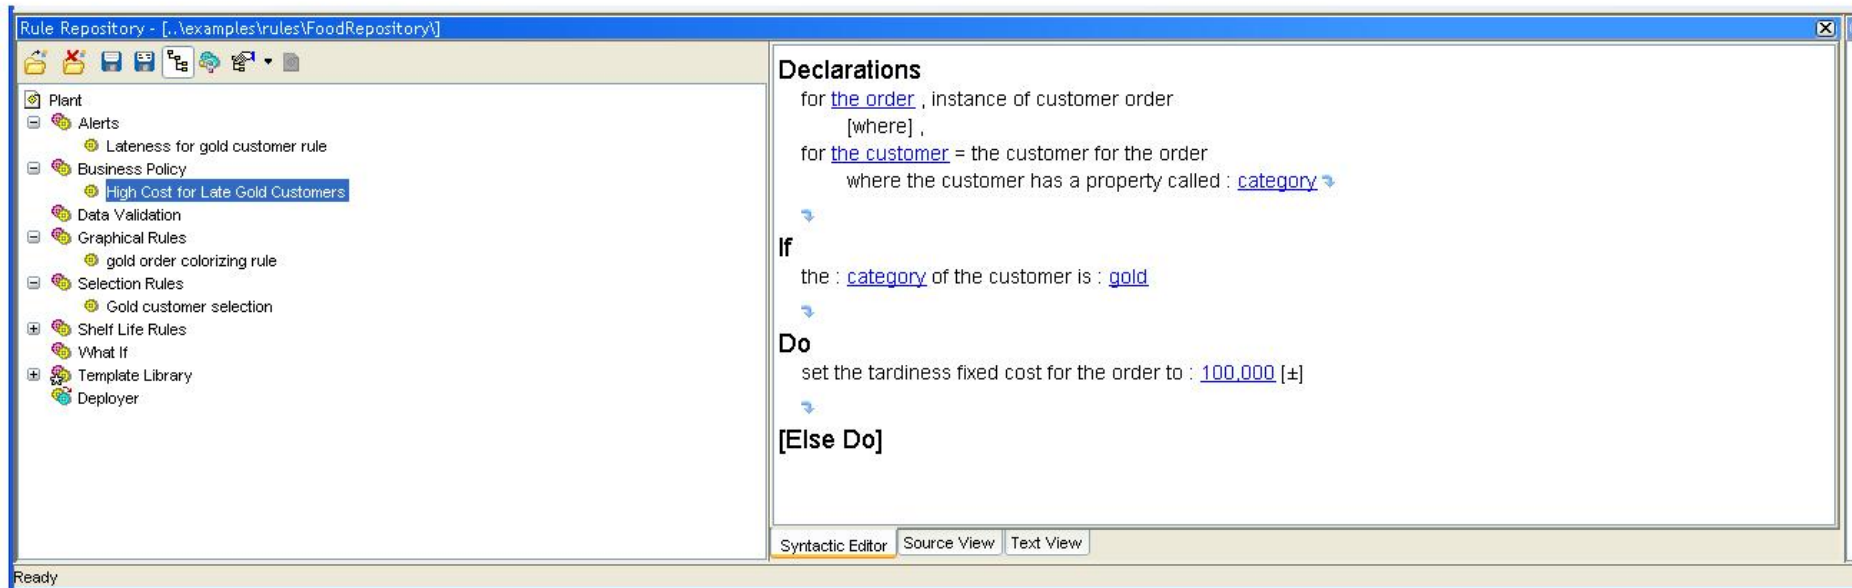 Rule Repository - [..\examples\rules\FoodRepository\]
Plant
Alerts
Lateness for gold customer rule
Business Policy
High Cost for Late Gold Customers
Data Validation
Graphical Rules
gold order colorizing rule
Selection Rules
Gold customer selection
Shelf Life Rules
What If
Template Library
Deployer
Declarations
for the order , instance of customer order
[where] ,
for the customer = the customer for the order
where the customer has a property called : category
If
the : category of the customer is : gold
Do
set the tardiness fixed cost for the order to : 100,000 [±]
[Else Do]
Syntactic Editor Source View Text View
Ready